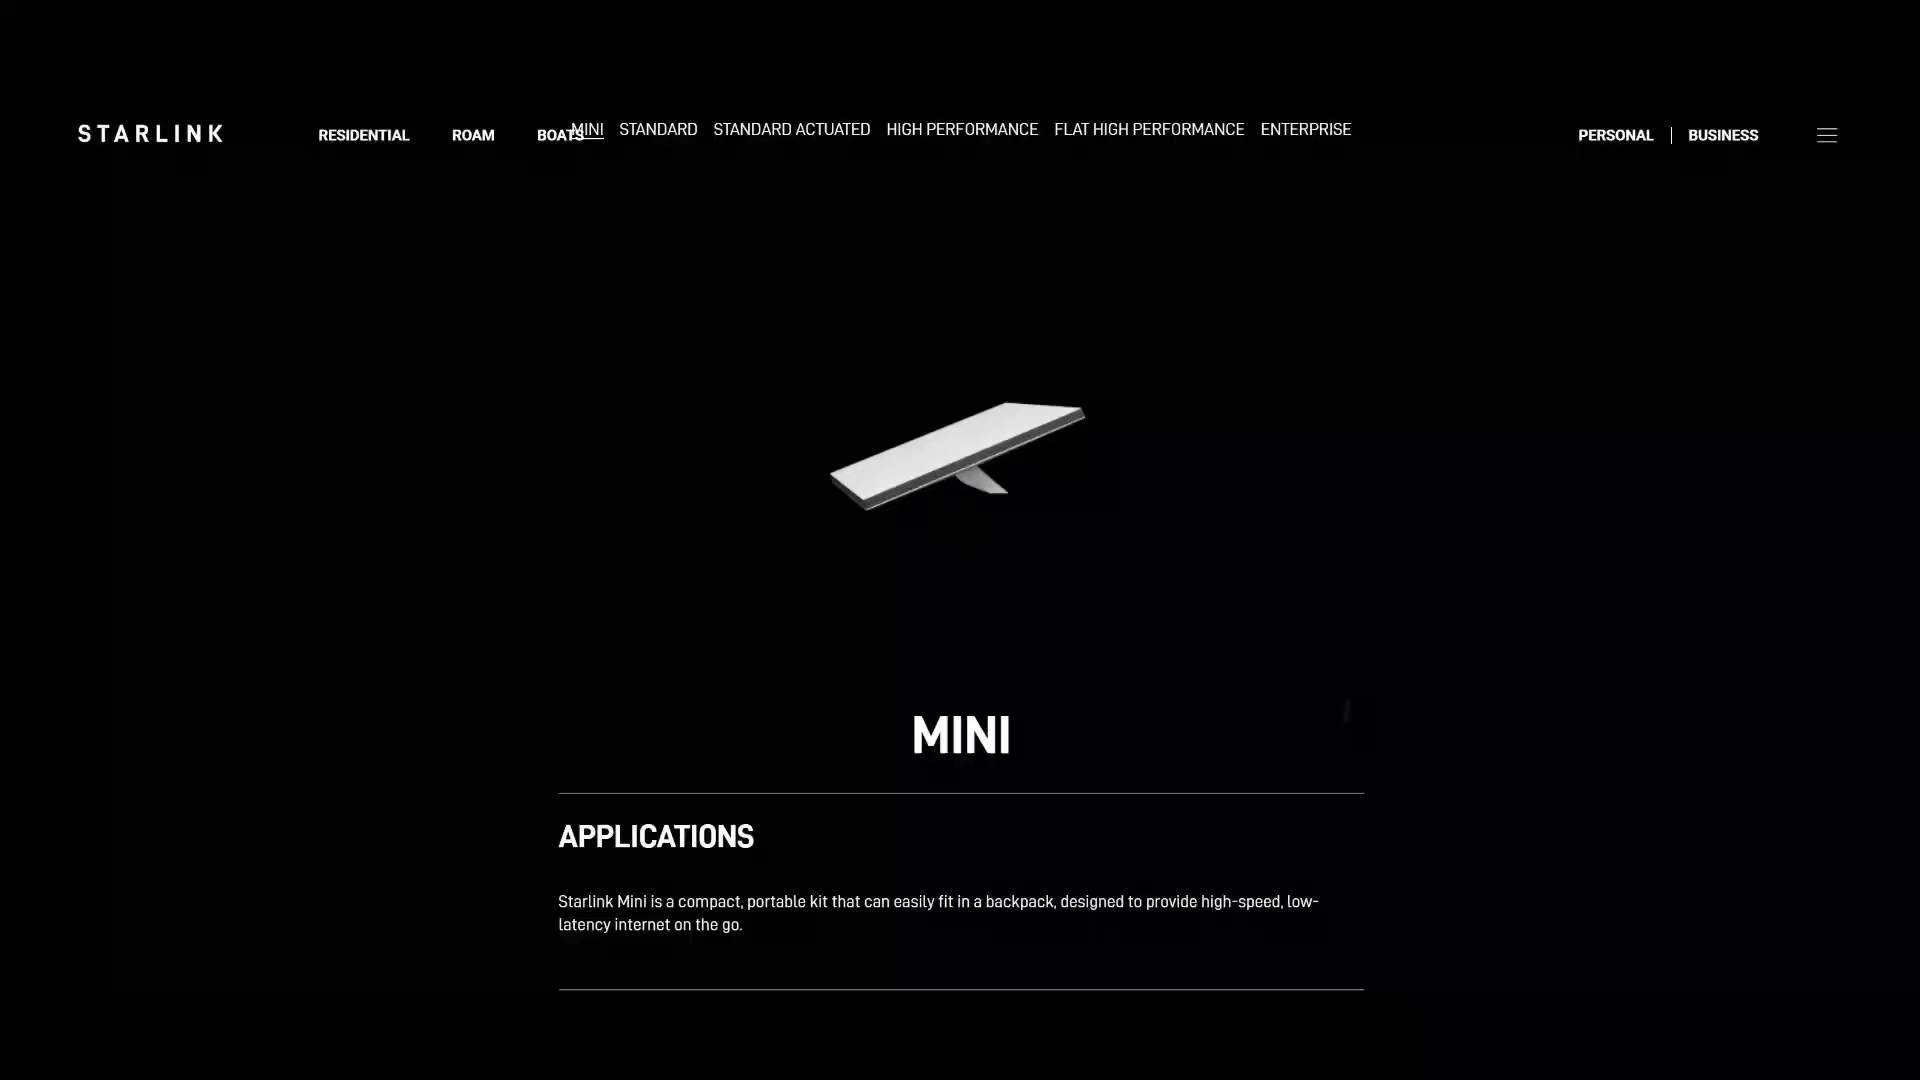 STARLINK
RESIDENTIAL
ROAM
BOATS
MINI
STANDARD
STANDARD ACTUATED
HIGH PERFORMANCE
FLAT HIGH PERFORMANCE
ENTERPRISE
PERSONAL
BUSINESS
MINI
APPLICATIONS
Starlink Mini is a compact, portable kit that can easily fit in a backpack, designed to provide high-speed, low-
latency internet on the go.